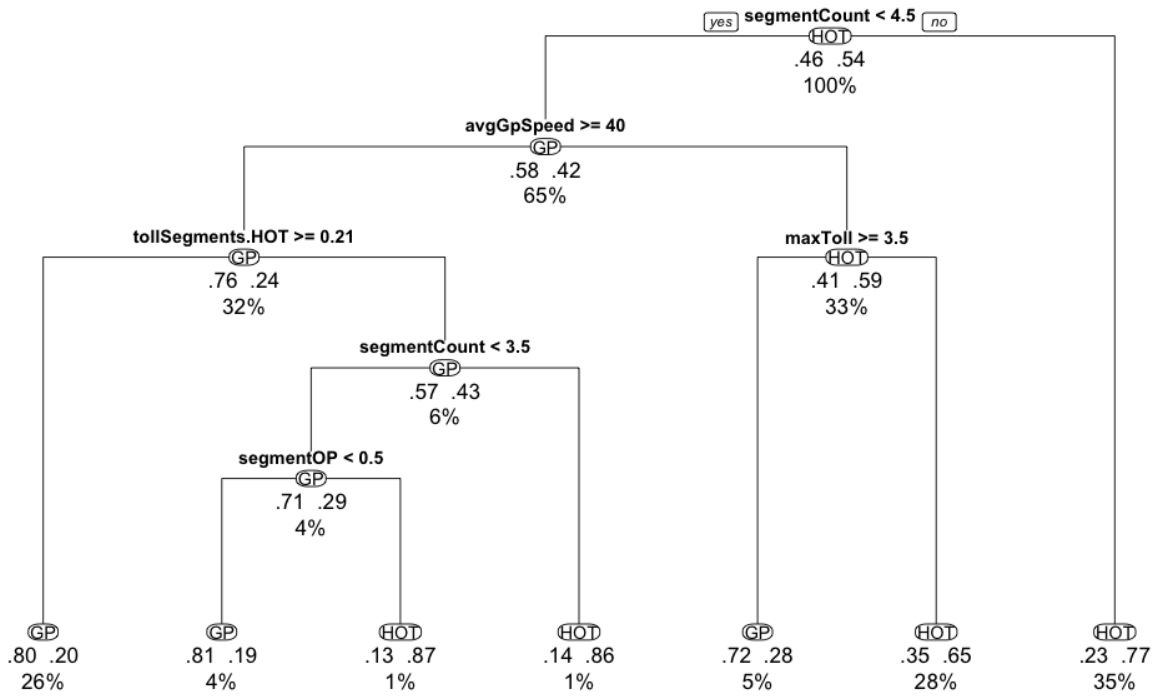 segmentCount < 4.5
yes no
HOT
.46 .54
100%
avgGpSpeed >= 40
GP
.58 .42
65%
tollSegments.HOT >= 0.21 maxToll >= 3.5
GP HOT
.76 .24 .41 .59
32% 33%
segmentCount < 3.5
GP
.57 .43
6%
segmentOP < 0.5
GP
.71 .29
4%
GP GP HOT HOT GP HOT HOT
.80 .20 .81 .19 .13 .87 .14 .86 .72 .28 .35 .65 .23 .77
26% 4% 1% 1% 5% 28% 35%